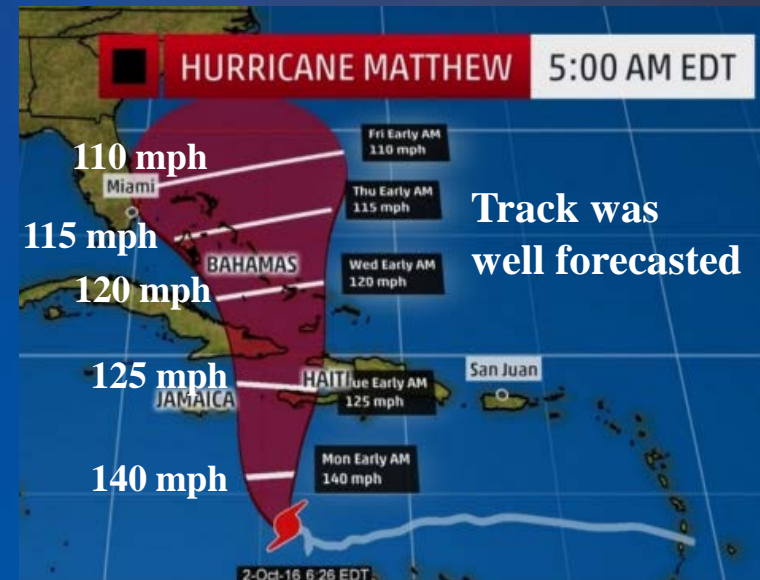 HURRICANE MATTHEW
5:00 AM EDT
Fri Early AM
110 mph
110 mph
Miami
Thu Early AM
115 mph
Track was
well forecasted
115 mph
BAHAMAS
Wed Early AM
120 mph
120 mph
San Juan
125 mph
HAITI
ue Early AM
125 mph
JAMAICA
Mon Early AM
140 mph
140 mph
2-Oct-16 6:26 EDT